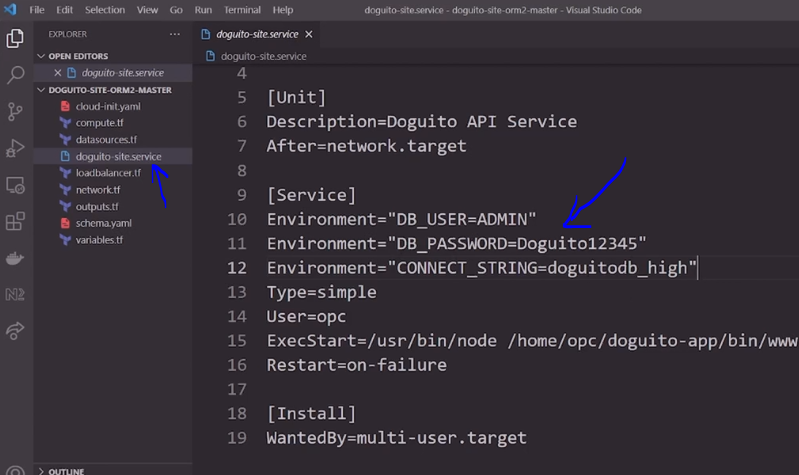 File Edit Selection View Go Run Terminal Help doguito-site.service - doguito-site-orm2-master - Visual Studio Code
EXPLORER ...
OPEN EDITORS
doguito-site.service
DOGUITO-SITE-ORM2-MASTER
cloud-init.yaml
compute.tf
datasources.tf
doguito-site.service
loadbalancer.tf
network.tf
outputs.tf
schema.yaml
variables.tf
OUTLINE
N2
doguito-site.service
doguito-site.service
4
5 [Unit]
6 Description=Doguito API Service
7 After=network.target
8
9 [Service]
10 Environment="DB_USER=ADMIN"
11 Environment="DB_PASSWORD=Doguito12345"
12 Environment="CONNECT_STRING=doguitodb_high"
13 Type=simple
14 User=opc
15 ExecStart=/usr/bin/node /home/opc/doguito-app/bin/www
16 Restart=on-failure
17
18 [Install]
19 WantedBy=multi-user.target